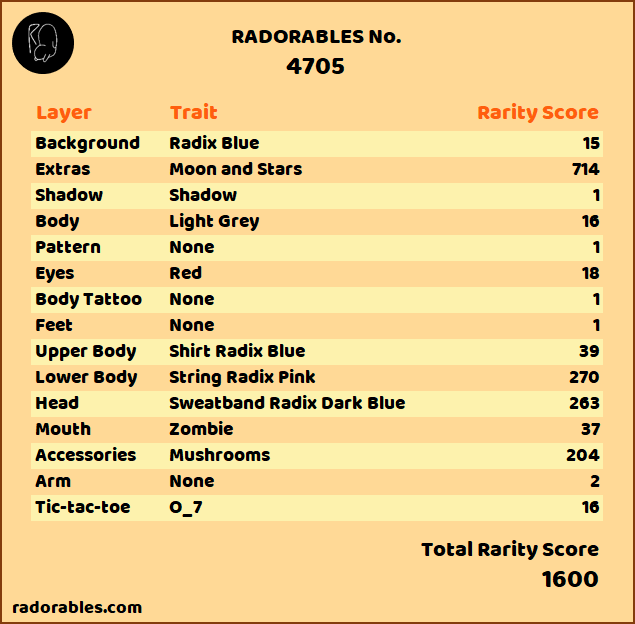 RADORABLES No.
4705
Layer Trait Rarity Score
Background Radix Blue 15
Extras Moon and Stars 714
Shadow Shadow 1
Body Light Grey 16
Pattern None 1
Eyes Red 18
Body Tattoo None 1
Feet None 1
Upper Body Shirt Radix Blue 39
Lower Body String Radix Pink 270
Head Sweatband Radix Dark Blue 263
Mouth Zombie 37
Accessories Mushrooms 204
Arm None 2
Tic-tac-toe O_7 16
Total Rarity Score
1600
radorables.com